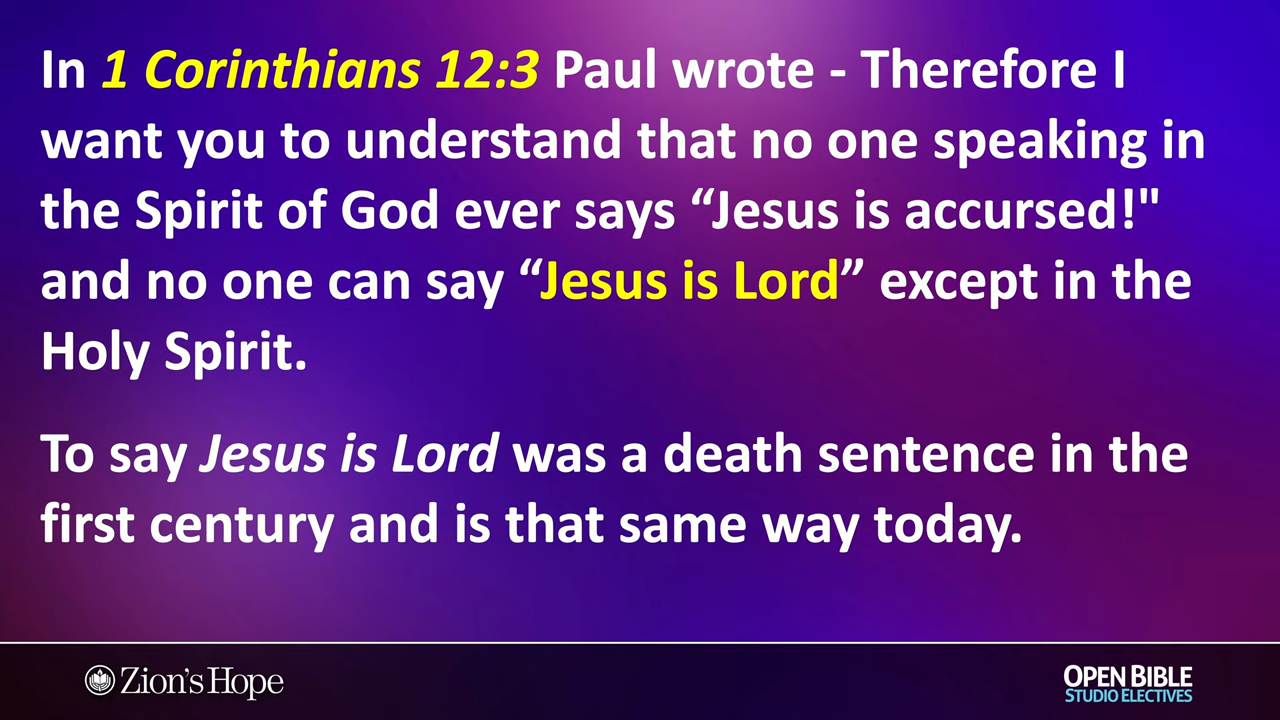 In 1 Corinthians 12:3 Paul wrote - Therefore I
want you to understand that no one speaking in
the Spirit of God ever says “Jesus is accursed!"
and no one can say “Jesus is Lord” except in the
Holy Spirit.
To say Jesus is Lord was a death sentence in the
first century and is that same way today.
Zion's Hope
OPEN BIBLE
STUDIO ELECTIVES